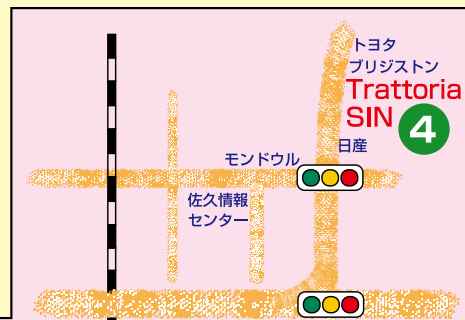 トヨタ
ブリジストン
Trattoria
SIN
4
日産
モンドウル
佐久情報
センター